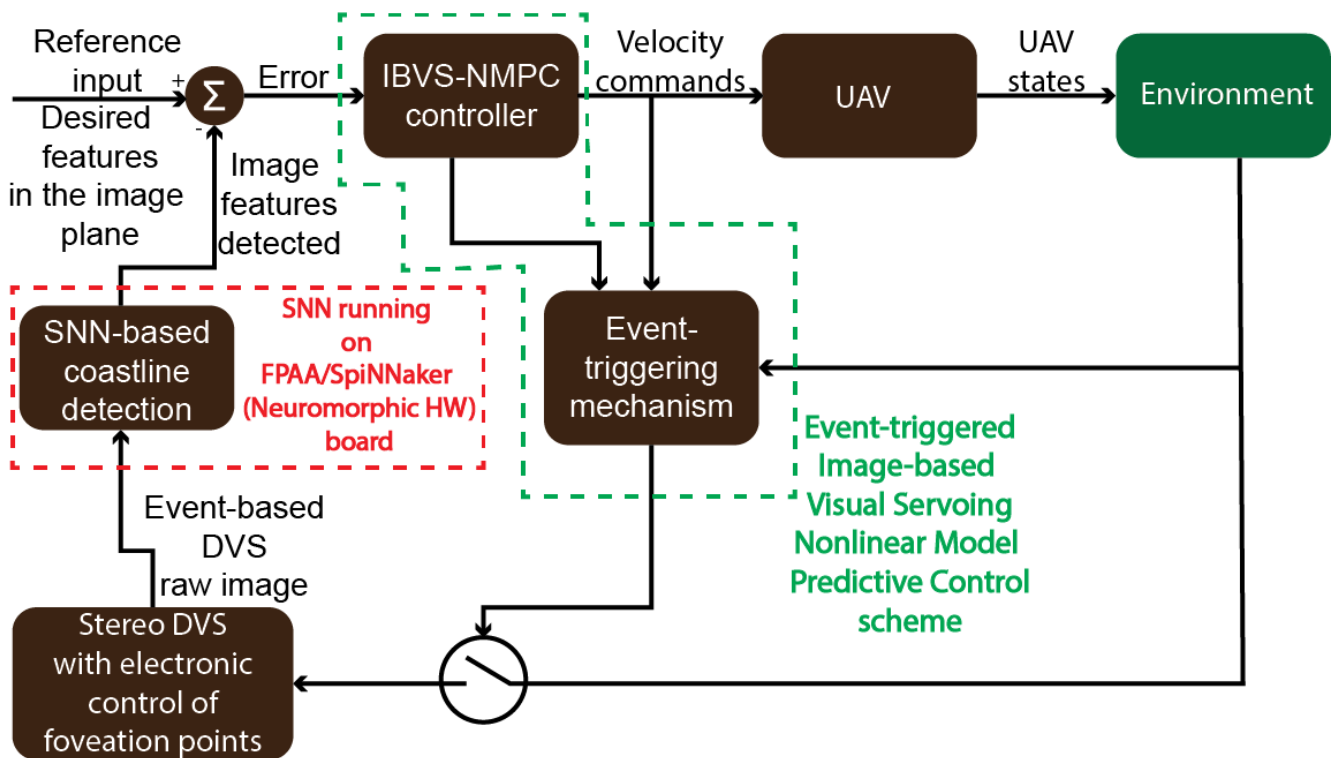 Reference
input
+
Desired
features
in the image
plane
Σ
-
Error
Image
features
detected
IBVS-NMPC
controller
Velocity
commands
UAV
UAV
states
Environment
SNN-based
coastline
detection
SNN running
on
FPAA/SpiNNaker
(Neuromorphic HW)
board
Event-
triggering
mechanism
Event-triggered
Image-based
Visual Servoing
Nonlinear Model
Predictive Control
scheme
Event-based
DVS
raw image
Stereo DVS
with electronic
control of
foveation points